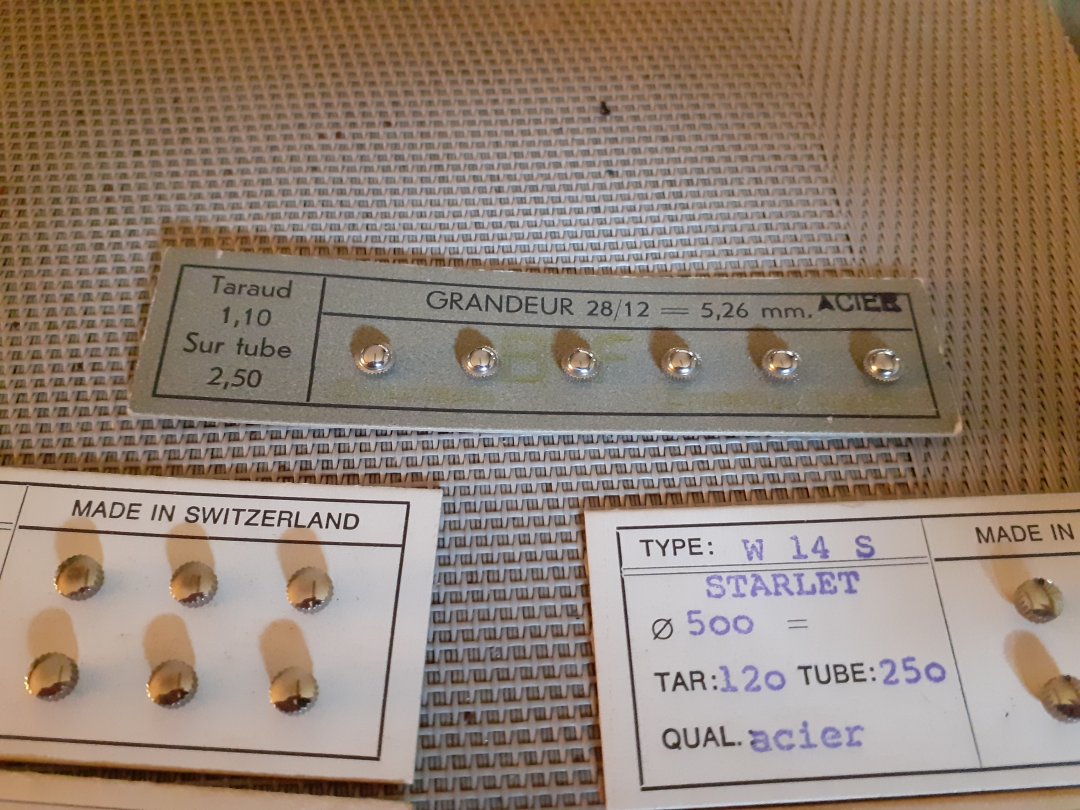 Taraud
1,10
Sur tube
2,50
GRANDEUR 28/12 = 5,26 mm. ACIER
MADE IN SWITZERLAND
TYPE: W 14 S
STARLET
Ø 500 =
TAR:120 TUBE:250
QUAL. acier
MADE IN